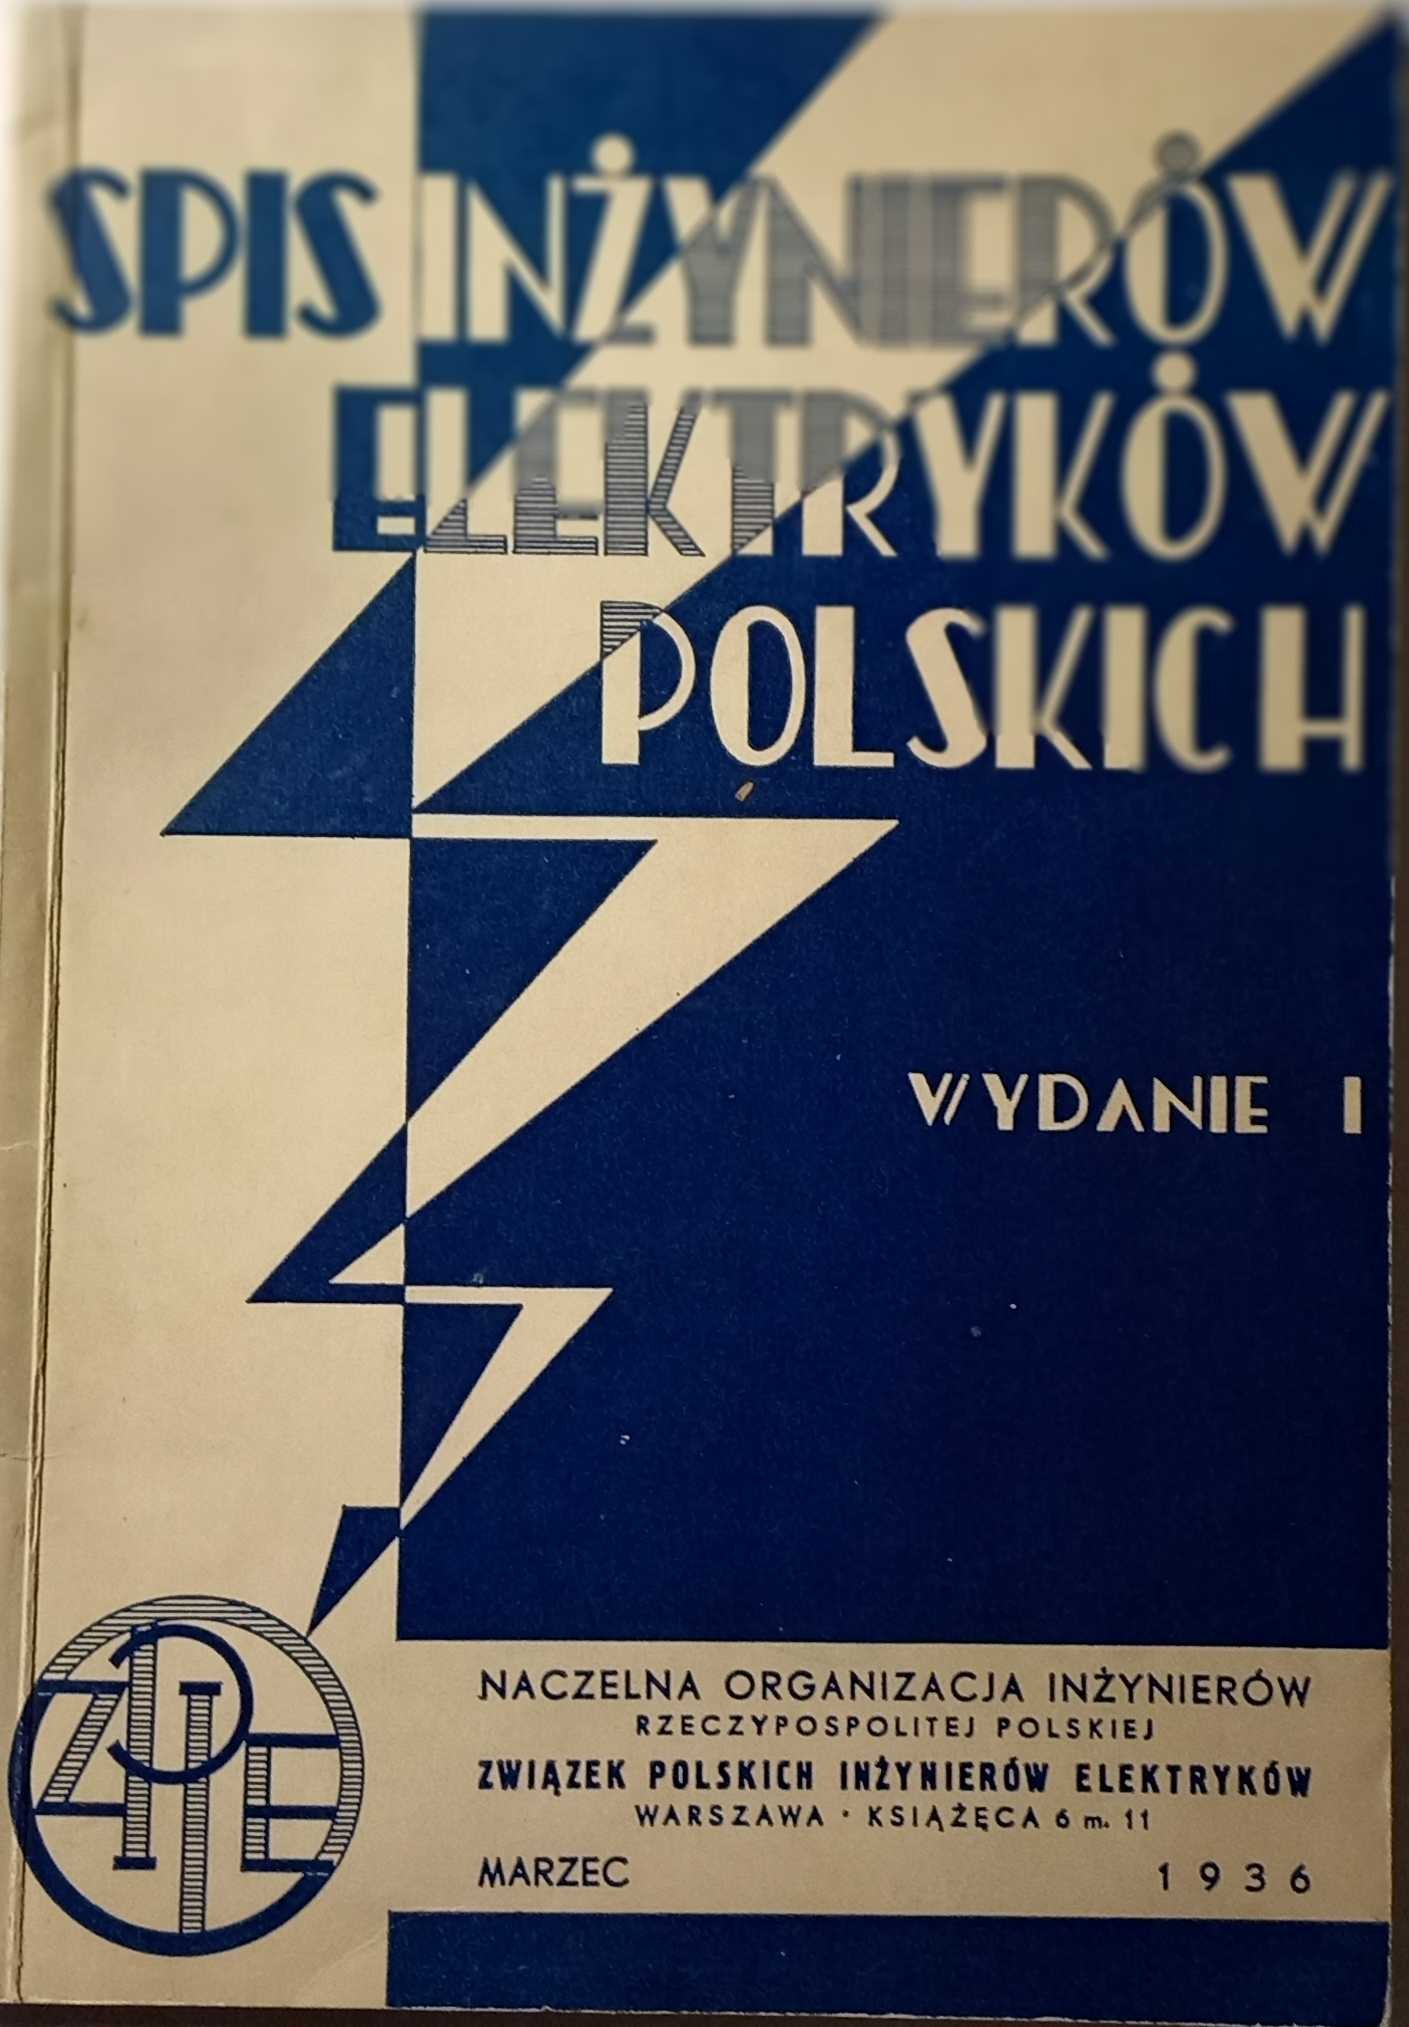 SPIS INŻYNIERÓW
ELEKTRYKÓW
POLSKICH
WYDANIE I
ZPIE
NACZELNA ORGANIZACJA INŻYNIERÓW
RZECZYPOSPOLITEJ POLSKIEJ
ZWIĄZEK POLSKICH INŻYNIERÓW ELEKTRYKÓW
WARSZAWA · KSIĄŻĘCA 6 m. 11
MARZEC 1936